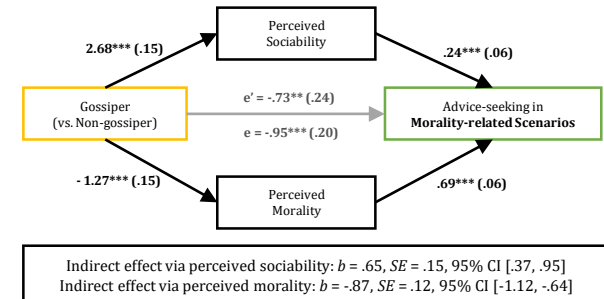 Perceived
Sociability
2.68*** (.15)
.24*** (.06)
Gossiper
(vs. Non-gossiper)
e' = -.73** (.24)
e = -.95*** (.20)
Advice-seeking in
Morality-related Scenarios
- 1.27*** (.15)
.69*** (.06)
Perceived
Morality
Indirect effect via perceived sociability: b = .65, SE = .15, 95% CI [.37, .95]
Indirect effect via perceived morality: b = -.87, SE = .12, 95% CI [-1.12, -.64]